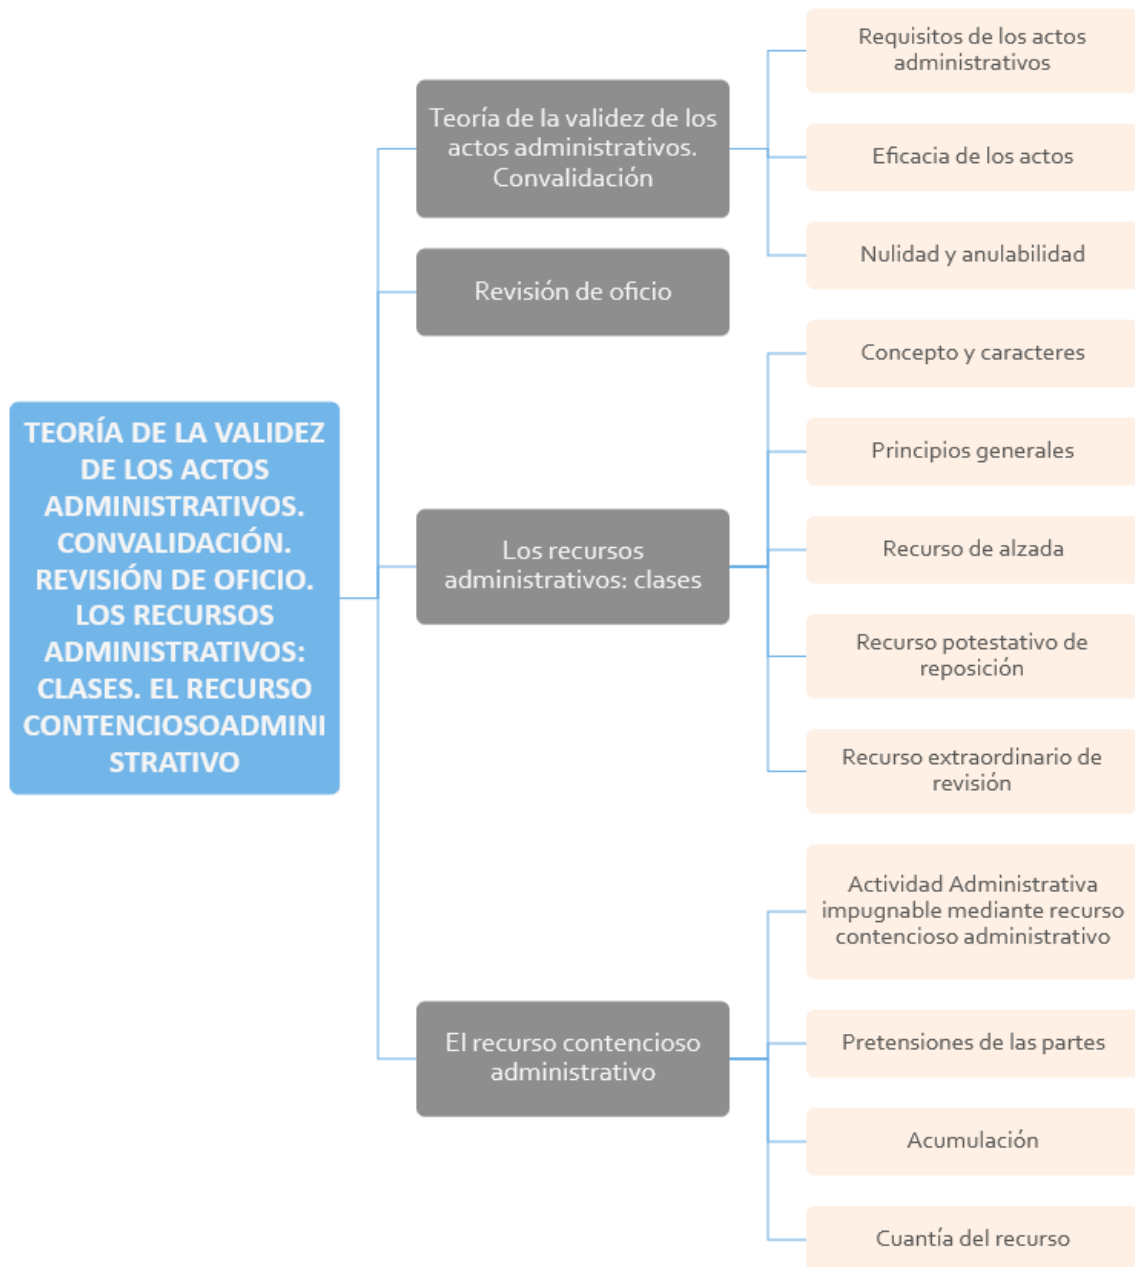 TEORÍA DE LA VALIDEZ
DE LOS ACTOS
ADMINISTRATIVOS.
CONVALIDACIÓN.
REVISIÓN DE OFICIO.
LOS RECURSOS
ADMINISTRATIVOS:
CLASES. EL RECURSO
CONTENCIOSOADMINI
STRATIVO
Teoría de la validez de los
actos administrativos.
Convalidación
Requisitos de los actos
administrativos
Eficacia de los actos
Nulidad y anulabilidad
Revisión de oficio
Los recursos
administrativos: clases
Concepto y caracteres
Principios generales
Recurso de alzada
Recurso potestativo de
reposición
Recurso extraordinario de
revisión
El recurso contencioso
administrativo
Actividad Administrativa
impugnable mediante recurso
contencioso administrativo
Pretensiones de las partes
Acumulación
Cuantía del recurso